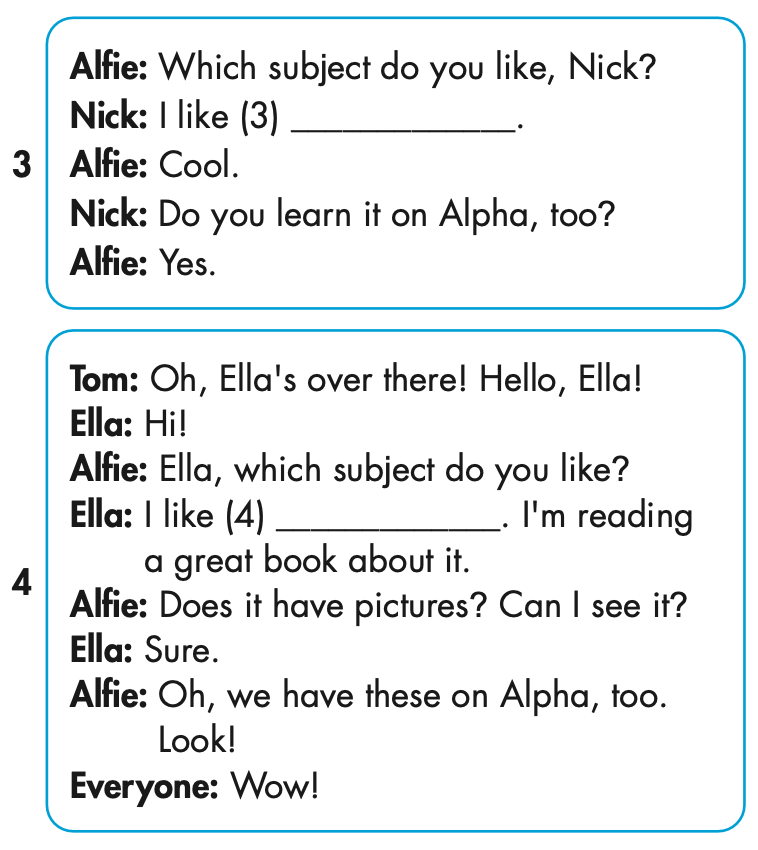 3
Alfie: Which subject do you like, Nick?
Nick: I like (3) _____________.
Alfie: Cool.
Nick: Do you learn it on Alpha, too?
Alfie: Yes.
4
Tom: Oh, Ella's over there! Hello, Ella!
Ella: Hi!
Alfie: Ella, which subject do you like?
Ella: I like (4) _____________. I'm reading
a great book about it.
Alfie: Does it have pictures? Can I see it?
Ella: Sure.
Alfie: Oh, we have these on Alpha, too.
Look!
Everyone: Wow!